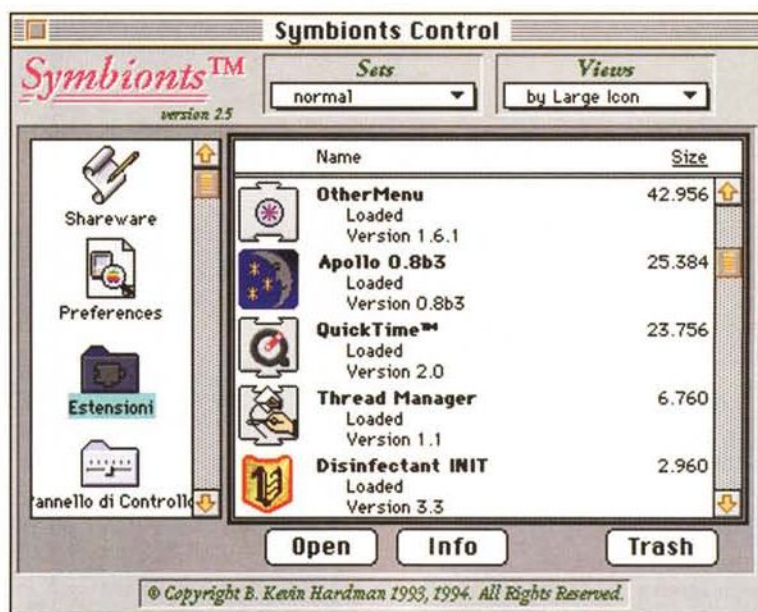 Symbionts Control
Symbionts™
version 2.5
Sets
normal
Views
by Large Icon
Shareware
Preferences
Estensioni
Pannello di Controllo
Name Size
OtherMenu 42.956
Loaded
Version 1.6.1
Apollo 0.8b3 25.384
Loaded
Version 0.8b3
QuickTime™ 23.756
Loaded
Version 2.0
Thread Manager 6.760
Loaded
Version 1.1
Disinfectant INIT 2.960
Loaded
Version 3.3
Open Info Trash
© Copyright B. Kevin Hardman 1993, 1994. All Rights Reserved.